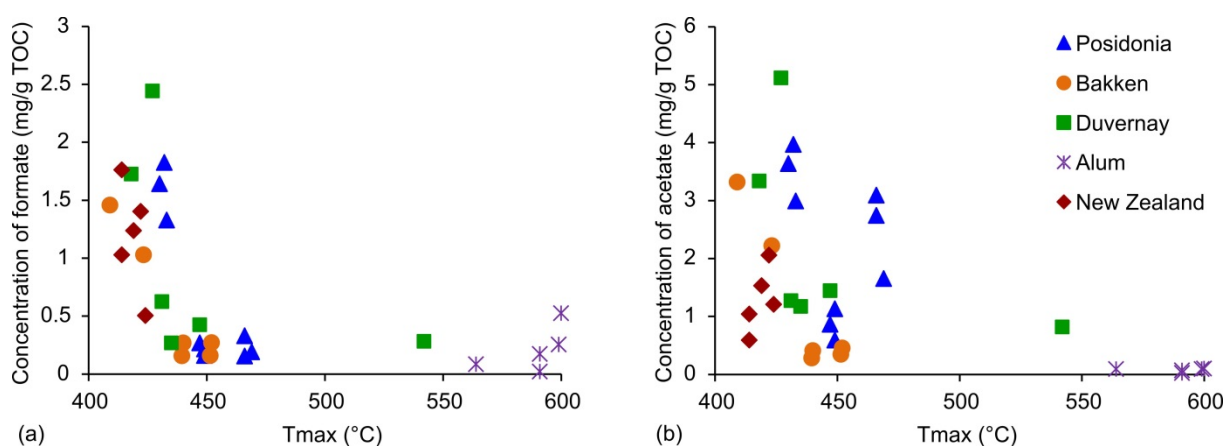 Concentration of formate (mg/g TOC)
3
2.5
2
1.5
1
0.5
0
400 450 500 550 600
Tmax (°C)
(a)
Concentration of acetate (mg/g TOC)
6
5
4
3
2
1
0
400 450 500 550 600
Tmax (°C)
(b)
Posidonia
Bakken
Duvernay
Alum
New Zealand